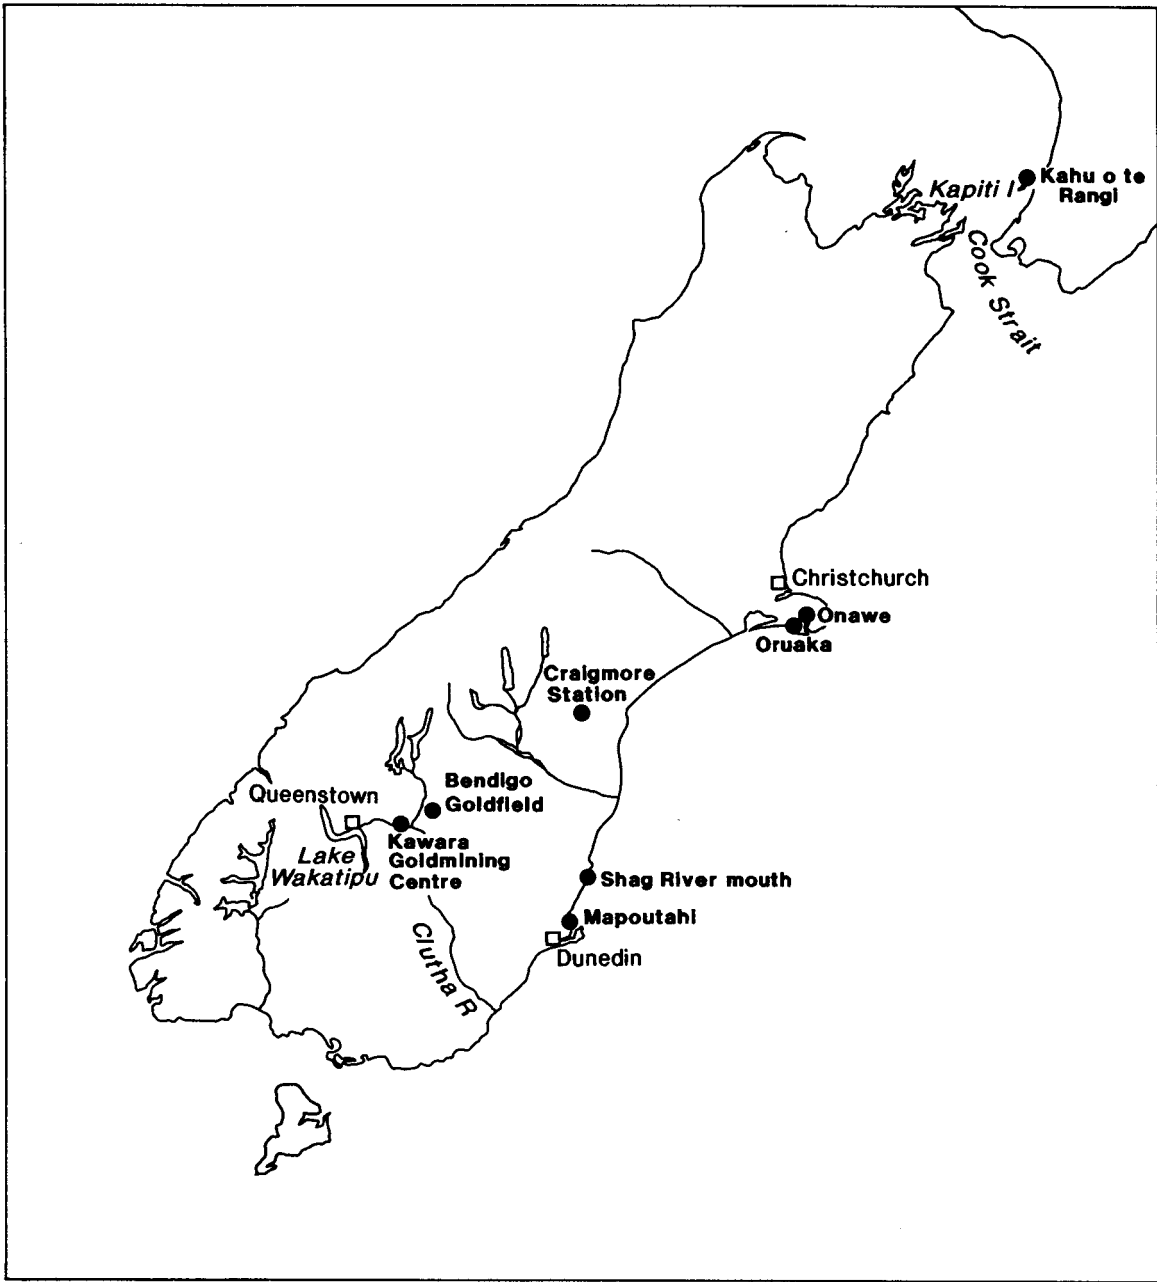 Kapiti I
Kahu o te
Rangi
Cook Strait
Christchurch
Onawe
Oruaka
Craigmore
Station
Bendigo
Goldfield
Queenstown
Kawara
Goldmining
Centre
Lake
Wakatipu
Shag River mouth
Mapoutahi
Dunedin
Clutha R